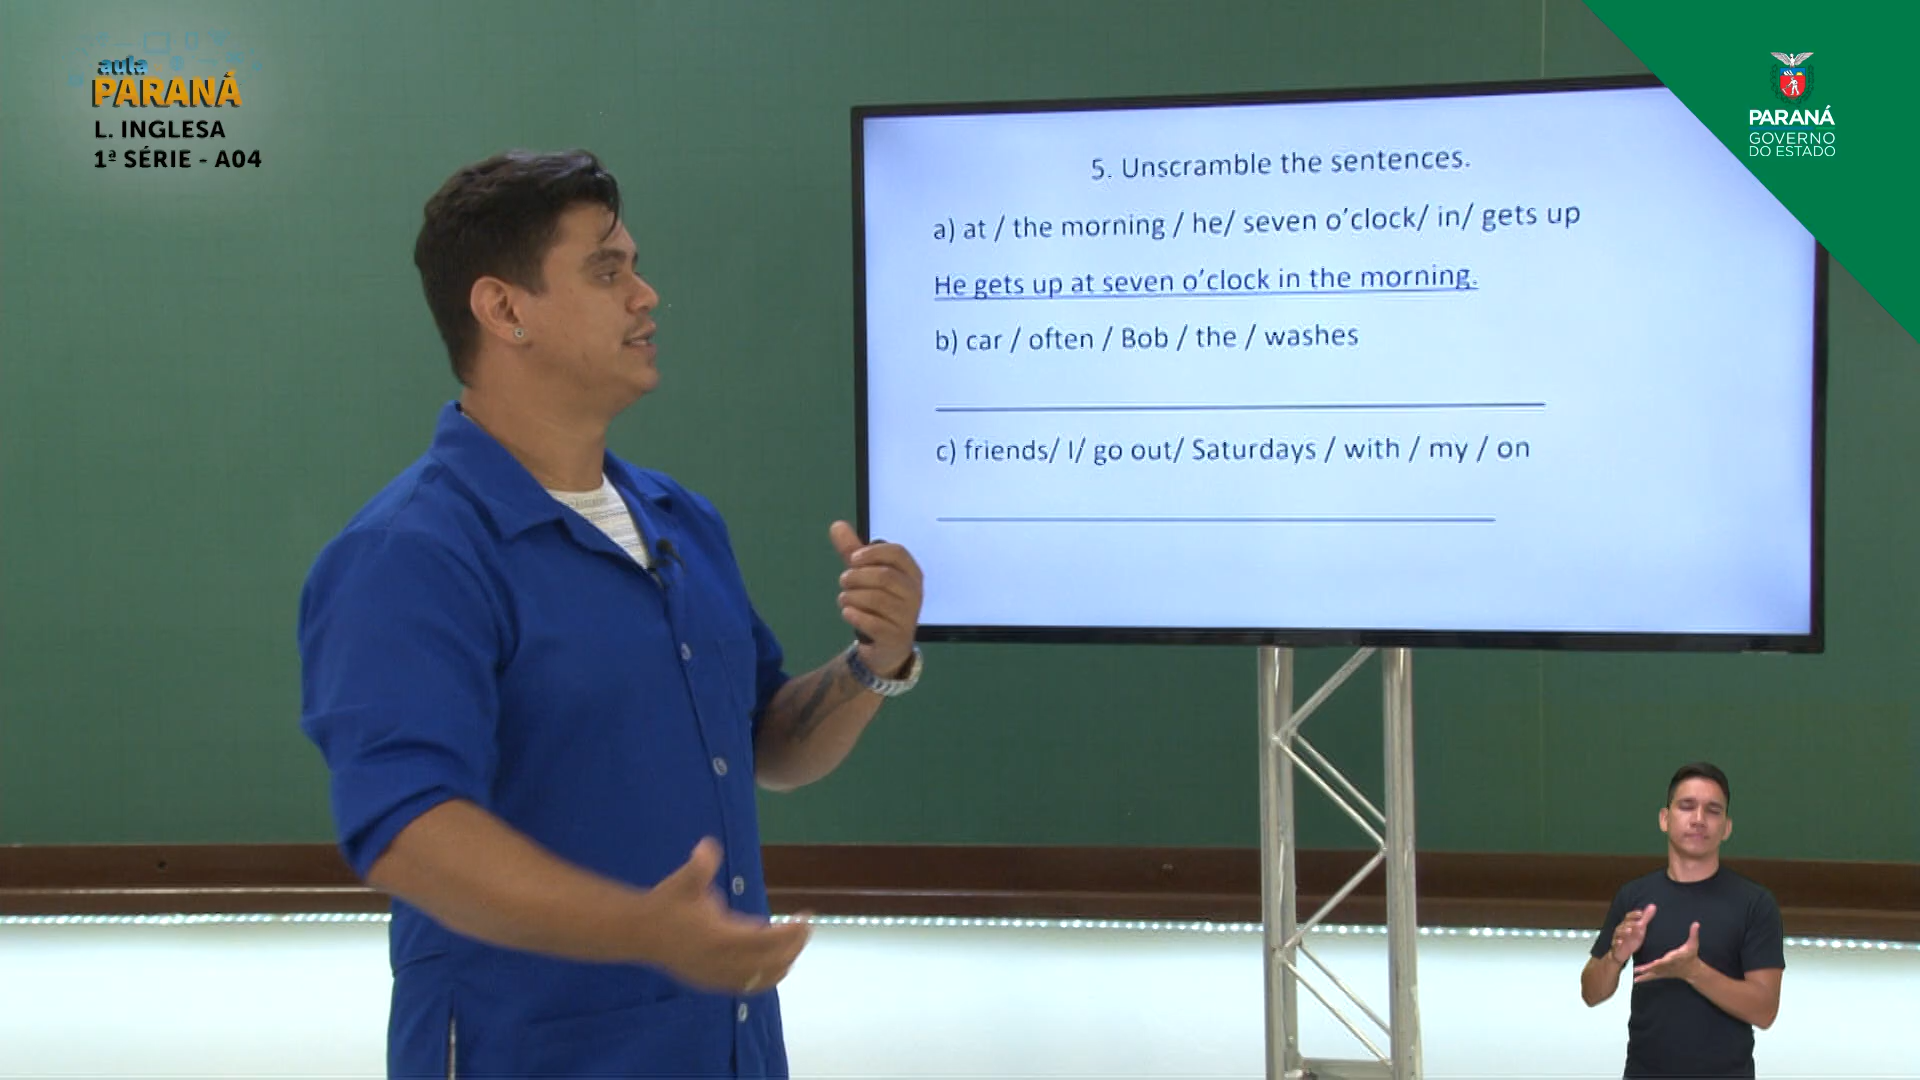 aula
PARANÁ
L. INGLESA
1ª SÉRIE - A04
PARANÁ
GOVERNO
DO ESTADO
5. Unscramble the sentences.
a) at / the morning / he/ seven o’clock/ in/ gets up
He gets up at seven o’clock in the morning.
b) car / often / Bob / the / washes
c) friends/ I/ go out/ Saturdays / with / my / on